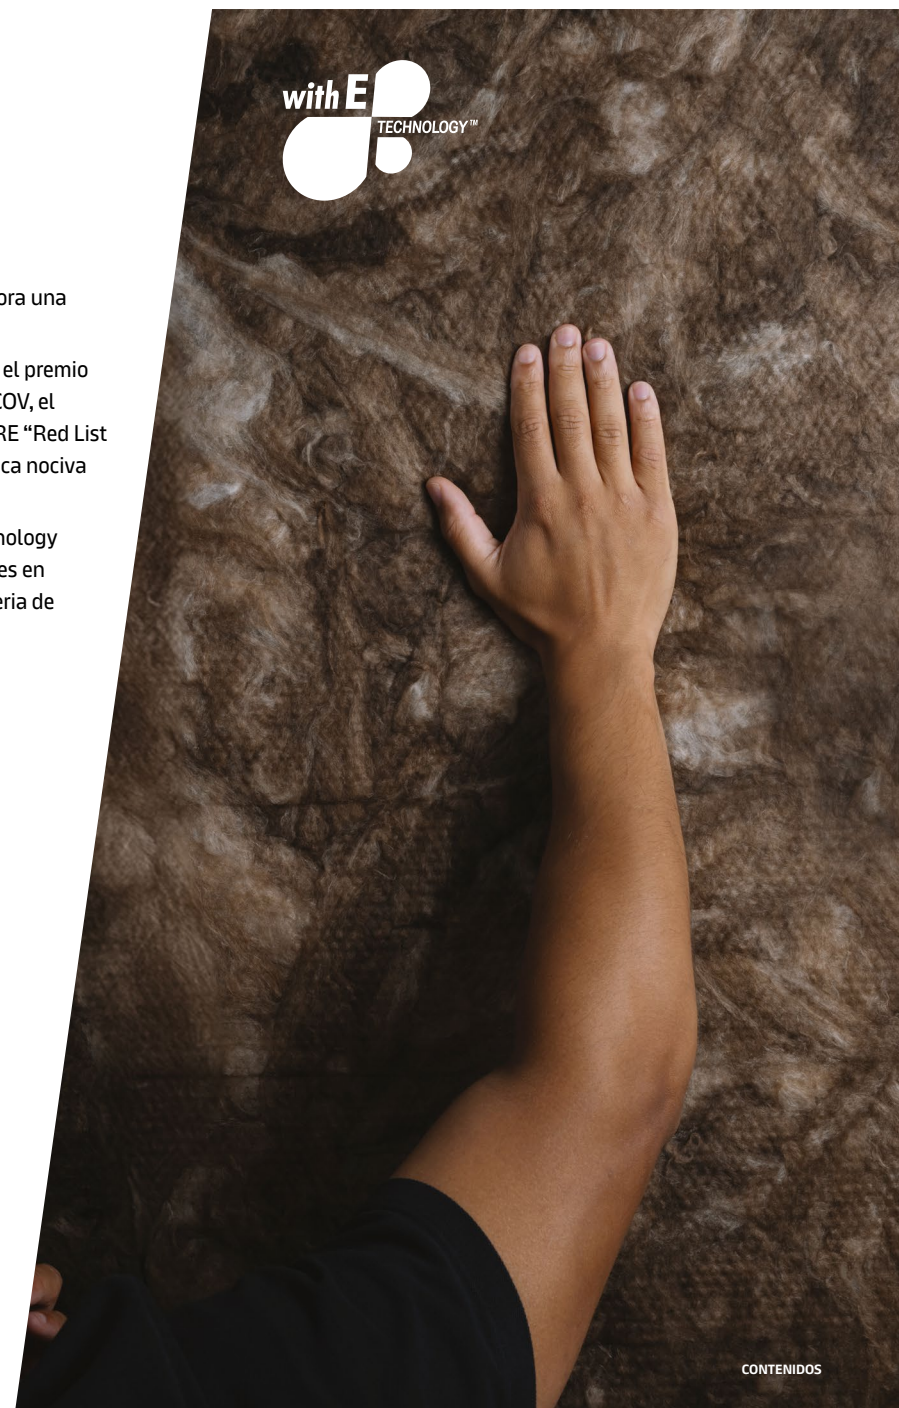 with E
TECHNOLOGY™
ora una
el premio
COV, el
RE “Red List
ca nociva
nology
es en
eria de
CONTENIDOS